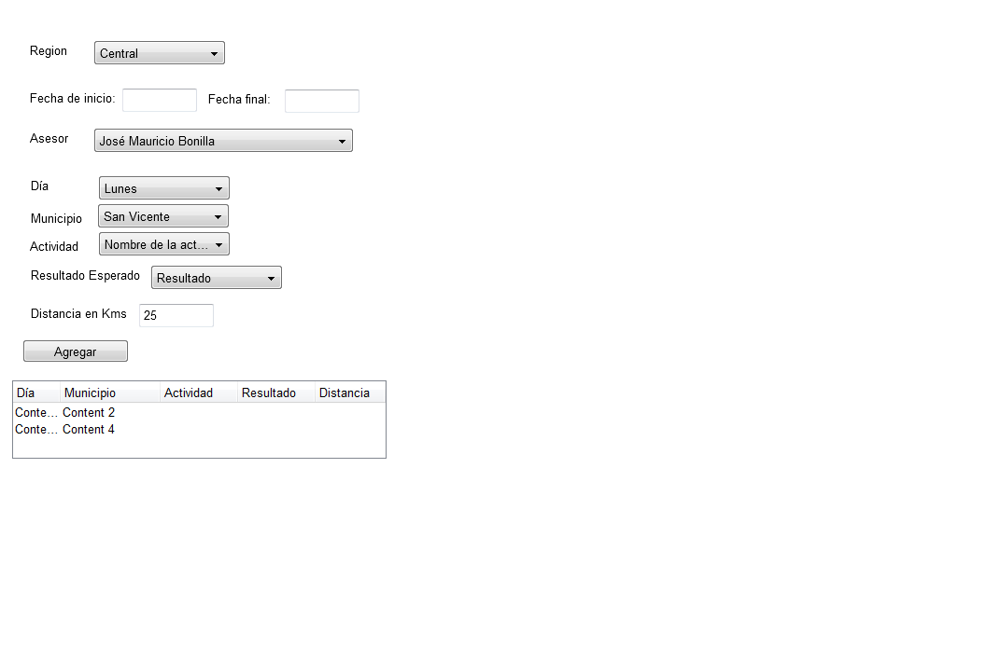 Region Central
Fecha de inicio: Fecha final:
Asesor José Mauricio Bonilla
Día Lunes
Municipio San Vicente
Actividad Nombre de la act...
Resultado Esperado Resultado
Distancia en Kms 25
Agregar
Día Municipio Actividad Resultado Distancia
Conte... Content 2
Conte... Content 4